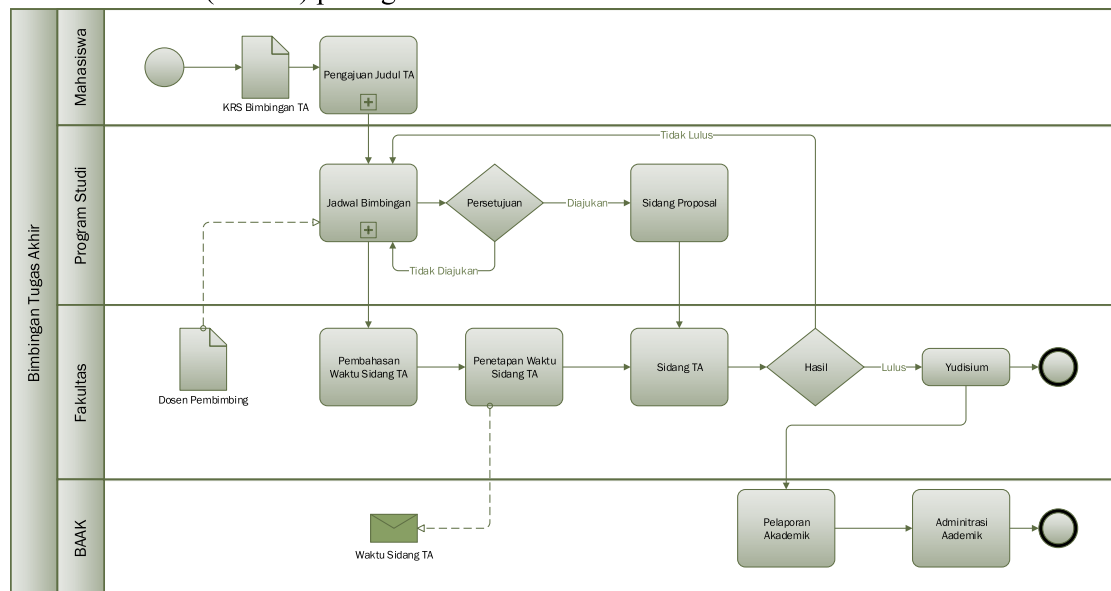 Bimbingan Tugas Akhir
Mahasiswa
KRS Bimbingan TA
Pengajuan Judul TA
Program Studi
Tidak Lulus
Jadwal Bimbingan
Persetujuan
Diajukan
Sidang Proposal
Tidak Diajukan
Fakultas
Dosen Pembimbing
Pembahasan
Waktu Sidang TA
Penetapan Waktu
Sidang TA
Sidang TA
Hasil
Lulus
Yudisium
BAAK
Waktu Sidang TA
Pelaporan
Akademik
Adminitrasi
Aademik